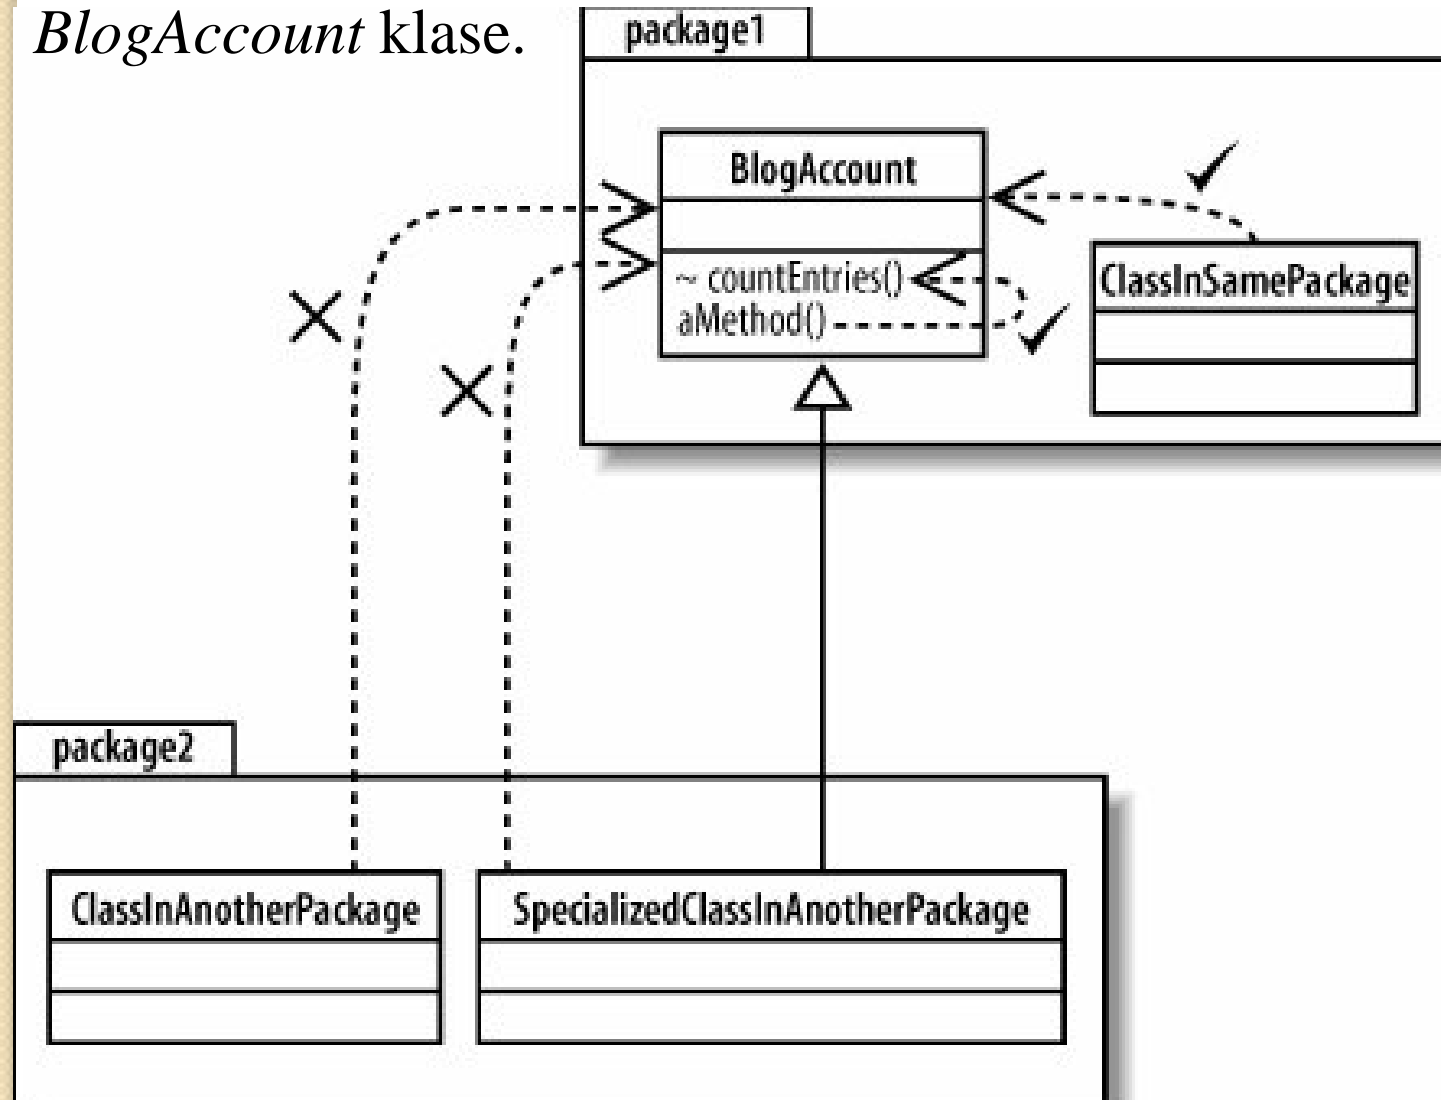 BlogAccount klase.
package1
BlogAccount
~ countEntries()
aMethod()
ClassInSamePackage
package2
ClassInAnotherPackage
SpecializedClassInAnotherPackage